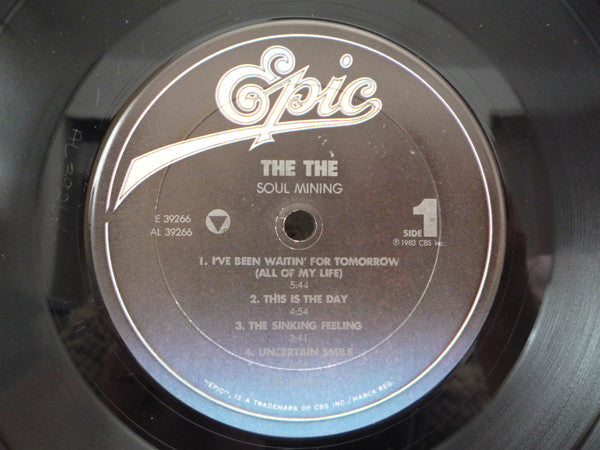 Epic
THE THE
SOUL MINING
E 39266
AL 39266
SIDE 1
℗ 1983 CBS Inc.
1. I'VE BEEN WAITIN' FOR TOMORROW
(ALL OF MY LIFE)
5:44
2. THIS IS THE DAY
4:54
3. THE SINKING FEELING
3:41
4. UNCERTAIN SMILE
"EPIC", IS A TRADEMARK OF CBS INC./MARCA REG.